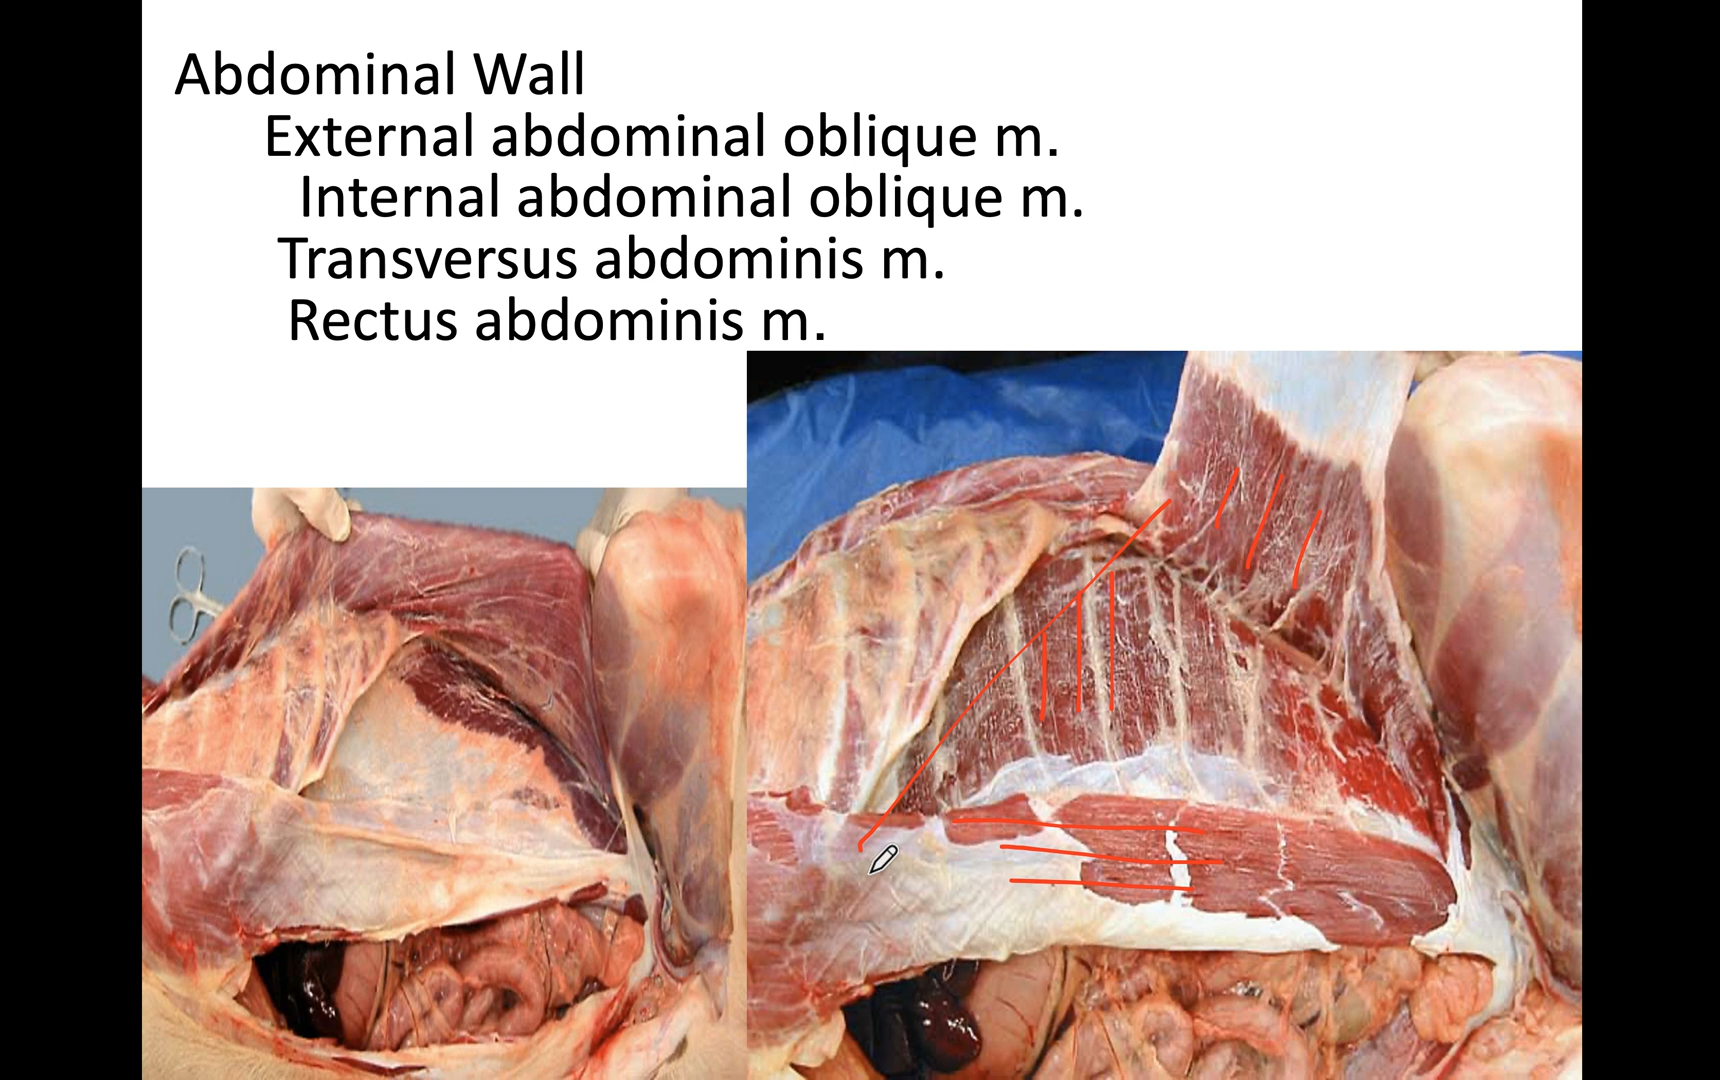 Abdominal Wall
External abdominal oblique m.
Internal abdominal oblique m.
Transversus abdominis m.
Rectus abdominis m.